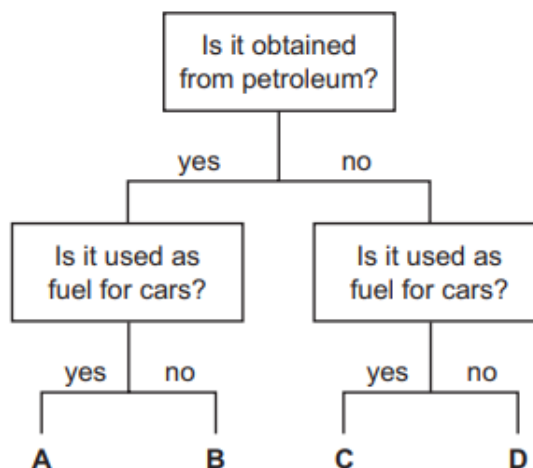 Is it obtained
from petroleum?
yes no
Is it used as
fuel for cars?
Is it used as
fuel for cars?
yes no
yes no
A B C D